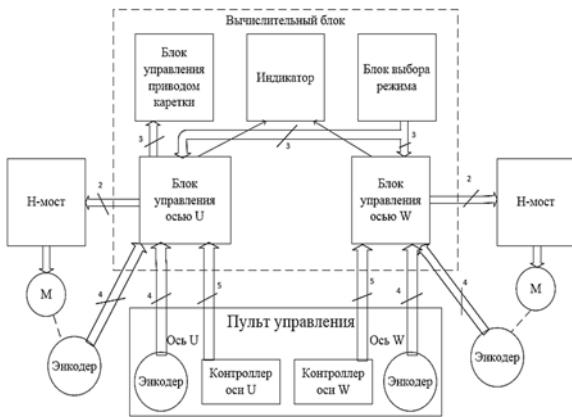 Вычислительный блок
Блок
управления
приводом
каретки
Индикатор
Блок выбора
режима
3
3
3
Н-мост
2
Блок
управления
осью U
Блок
управления
осью W
2
Н-мост
М
4
4
5
5
4
4
М
Энкодер
Пульт управления
Ось U
Ось W
Энкодер
Контроллер
оси U
Контроллер
оси W
Энкодер
Энкодер